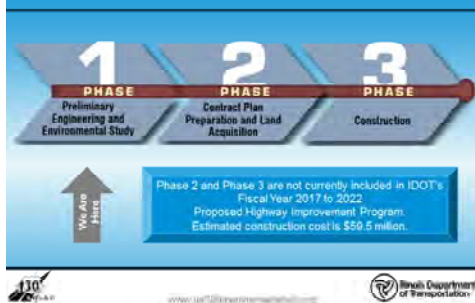 1 2 3
PHASE PHASE PHASE
Preliminary
Engineering and
Environmental Study
Contract Plan
Preparation and Land
Acquisition
Construction
We Are
Here
Phase 2 and Phase 3 are not currently included in IDOT's
Fiscal Year 2017 to 2022
Proposed Highway Improvement Program.
Estimated construction cost is $59.5 million.
Illinois Department
of Transportation